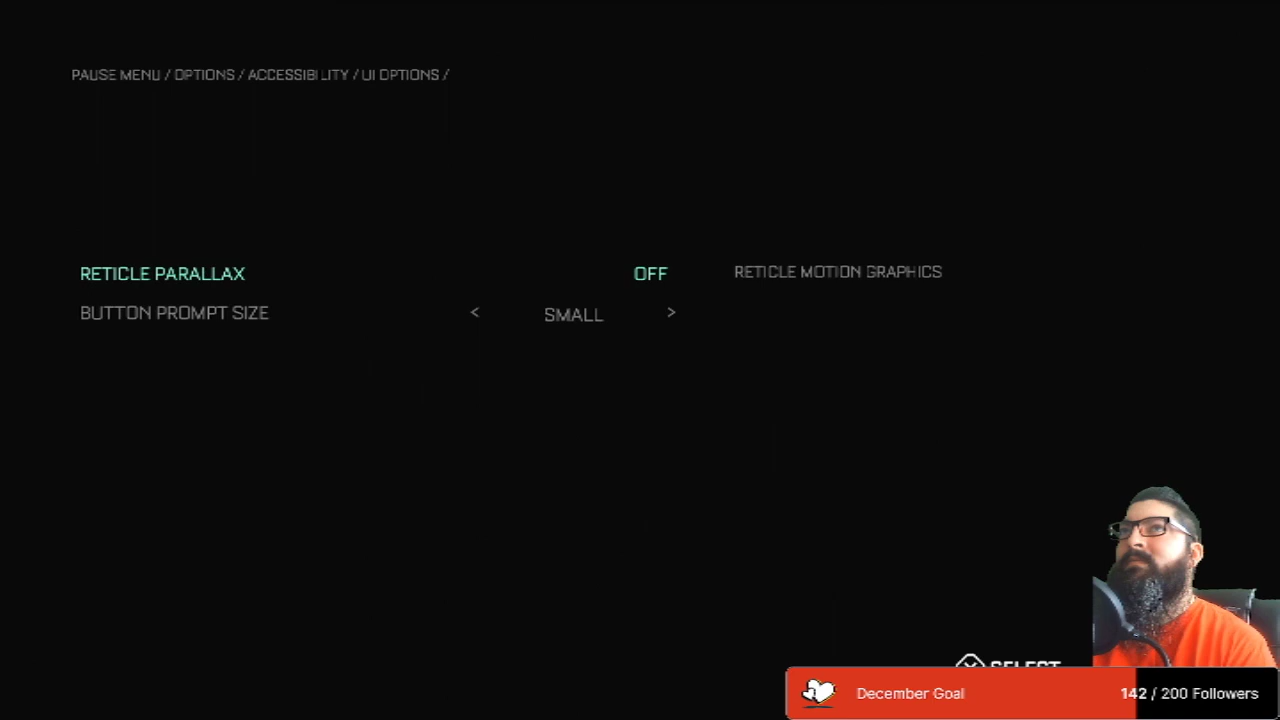 PAUSE MENU / OPTIONS / ACCESSIBILITY / UI OPTIONS /
RETICLE PARALLAX OFF RETICLE MOTION GRAPHICS
BUTTON PROMPT SIZE < SMALL >
SELECT
December Goal 142 / 200 Followers